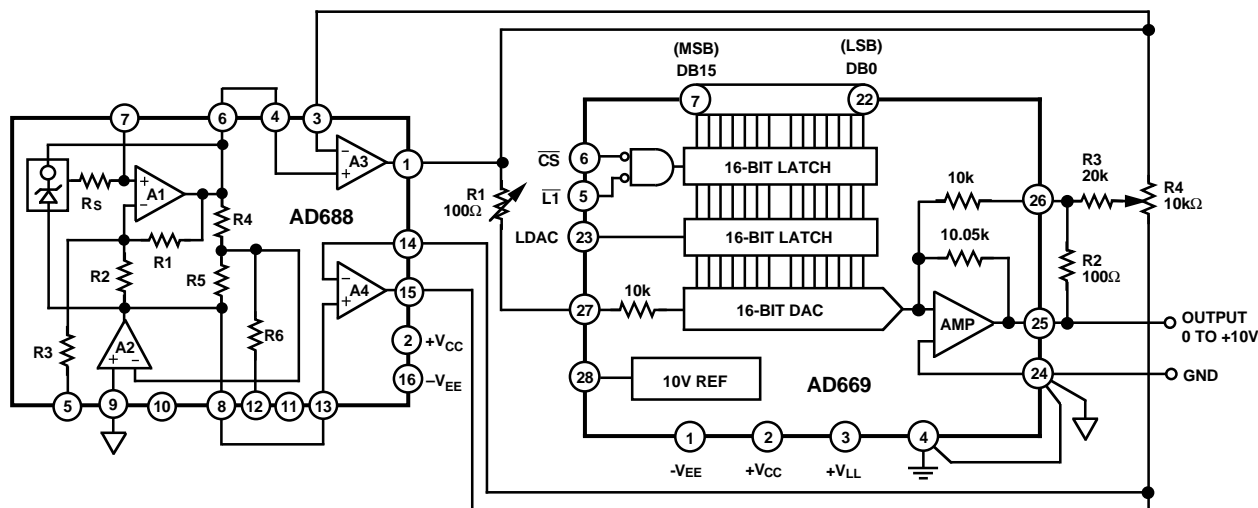 (MSB)
DB15
(LSB)
DB0
7
22
7
6
4
3
A3
−
+
1
AD688
RS
+
−
A1
R4
R1
R2
R5
R3
A2
+
−
R6
14
A4
−
+
15
2
+VCC
16
−VEE
5
9
10
8
12
11
13
R1
100Ω
CS
6
L1
5
LDAC
23
27
10k
28
16-BIT LATCH
16-BIT LATCH
16-BIT DAC
10V REF
AD669
10k
10.05k
AMP
26
R3
20k
R4
10kΩ
R2
100Ω
25
OUTPUT
0 TO +10V
24
GND
1
2
3
4
-VEE
+VCC
+VLL